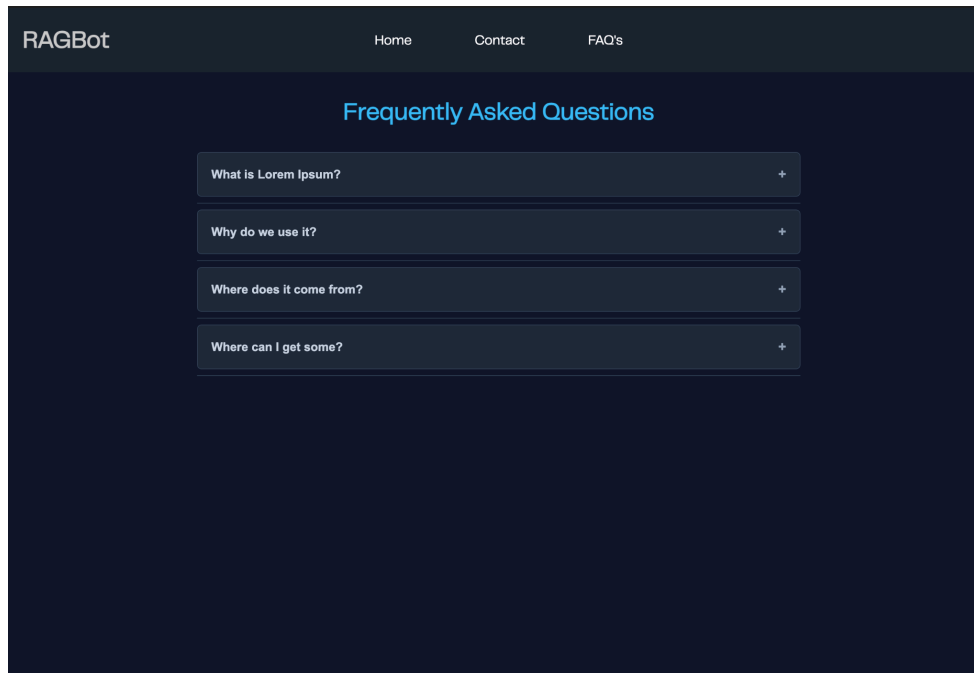 RAGBot
Home Contact FAQ's
Frequently Asked Questions
What is Lorem Ipsum? +
Why do we use it? +
Where does it come from? +
Where can I get some? +